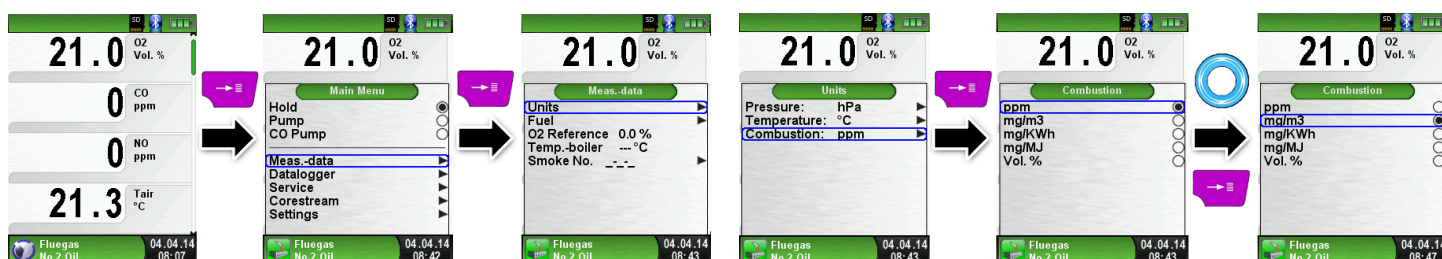 SD
21.0 O2 Vol. %
0 CO ppm
0 NO ppm
21.3 Tair °C
Fluegas 04.04.14
No.2 Oil 08:07
SD
21.0 O2 Vol. %
Main Menu
Hold
Pump
CO Pump
Meas.-data
Datalogger
Service
Corestream
Settings
Fluegas 04.04.14
No.2 Oil 08:42
SD
21.0 O2 Vol. %
Meas.-data
Units
Fuel
O2 Reference 0.0 %
Temp.-boiler --- °C
Smoke No. _-_-_
Fluegas 04.04.14
No.2 Oil 08:43
SD
21.0 O2 Vol. %
Units
Pressure: hPa
Temperature: °C
Combustion: ppm
Fluegas 04.04.14
No.2 Oil 08:43
SD
21.0 O2 Vol. %
Combustion
ppm
mg/m3
mg/KWh
mg/MJ
Vol. %
Fluegas 04.04.14
No.2 Oil 08:43
SD
21.0 O2 Vol. %
Combustion
ppm
mg/m3
mg/KWh
mg/MJ
Vol. %
Fluegas 04.04.14
No.2 Oil 08:47